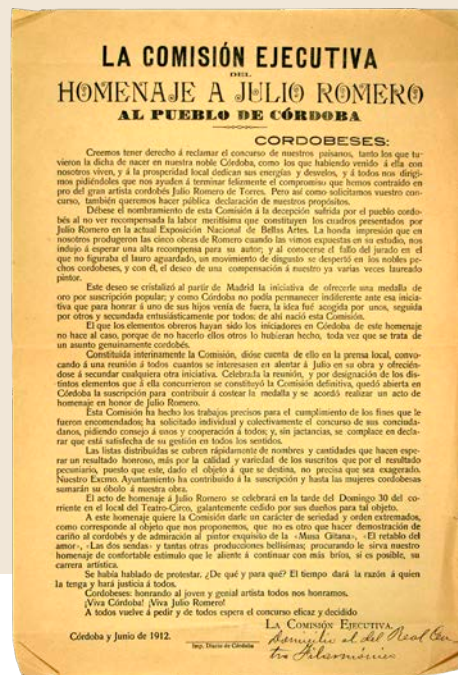 LA COMISIÓN EJECUTIVA
DEL
HOMENAJE A JULIO ROMERO
AL PUEBLO DE CÓRDOBA
CORDOBESES:
Creemos tener derecho á reclamar el concurso de nuestros paisanos, tanto los que tu-
vieron la dicha de nacer en nuestra noble Córdoba, como los que habiendo venido á ella con
nosotros viven, y á la prosperidad local dedican sus energías y desvelos, y á todos nos dirigi-
mos pidiéndoles que nos ayuden á terminar felizmente el compromiso que hemos contraido en
pro del gran artista cordobés Julio Romero de Torres. Pero así como solicitamos vuestro con-
curso, también queremos hacer pública declaración de nuestros propósitos.
Débese el nombramiento de esta Comisión á la decepción sufrida por el pueblo cordo-
bés al no ver recompensada la labor meritísima que constituyen los cuadros presentados por
Julio Romero en la actual Exposición Nacional de Bellas Artes. La honda impresión que en
nosotros produgeron las cinco obras de Romero cuando las vimos expuestas en su estudio, nos
indujo á esperar una alta recompensa para su autor; y al conocerse el fallo del jurado en el
que no figuraba el lauro aguardado, un movimiento de disgusto se despertó en los nobles pe-
chos cordobeses, y con él, el deseo de una compensación á nuestro ya varias veces laureado
pintor.
Este deseo se cristalizó al partir de Madrid la iniciativa de ofrecerle una medalla de
oro por suscripción popular; y como Córdoba no podía permanecer indiferente ante esa inicia-
tiva que para honrar á uno de sus hijos venía de fuera, la idea fué acogida por unos, seguida
por otros y secundada entusiásticamente por todos; de ahí nació esta Comisión.
El que los elementos obreros hayan sido los iniciadores en Córdoba de este homenaje
no hace al caso, porque de no hacerlo ellos otros lo hubieran hecho, toda vez que se trata de
un asunto genuinamente cordobés.
Constituída interinamente la Comisión, dióse cuenta de ello en la prensa local, convo-
cando á una reunión á todos cuantos se interesasen en alentar á Julio en su obra y ofrecién-
dose á secundar cualquiera otra iniciativa. Celebrada la reunión, y por designación de los dis-
tintos elementos que á ella concurrieron se constituyó la Comisión definitiva, quedó abierta en
Córdoba la suscripción para contribuir á costear la medalla y se acordó realizar un acto de
homenaje en honor de Julio Romero.
Esta Comisión ha hecho los trabajos precisos para el cumplimiento de los fines que le
fueron encomendados; ha solicitado individual y colectivamente el concurso de sus conciuda-
danos, pidiendo consejo á unos y cooperación á todos; y, sin jactancias, se complace en decla-
rar que está satisfecha de su gestión en todos los sentidos.
Las listas distribuídas se cubren rápidamente de nombres y cantidades que hacen espe-
rar un resultado honroso, más por la calidad y variedad de los suscritos que por el resultado
pecuniario, puesto que este, dado el objeto á que se destina, no precisa que sea exagerado.
Nuestro Excmo. Ayuntamiento ha contribuido á la suscripción y hasta las mujeres cordobesas
sumarán su óbolo á nuestra obra.
El acto de homenaje á Julio Romero se celebrará en la tarde del Domingo 30 del co-
rriente en el local del Teatro-Circo, galantemente cedido por sus dueños para tal objeto.
A este homenaje quiere la Comisión darle un carácter de seriedad y orden extremados,
como corresponde al objeto que nos proponemos, que no es otro que hacer demostración de
cariño al cordobés y de admiración al pintor exquisito de la «Musa Gitana», «El retablo del
amor», «Las dos sendas» y tantas otras producciones bellísimas; procurando le sirva nuestro
homenaje de confortable estimulo que le aliente á continuar con más bríos, si es posible, su
carrera artística.
Se había hablado de protestar. ¿De qué y para qué? El tiempo dará la razón á quien
la tenga y hará justicia á todos.
Cordobeses: honrando al joven y genial artista todos nos honramos.
¡Viva Córdoba! ¡Viva Julio Romero!
A todos vuelve á pedir y de todos espera el concurso eficaz y decidido
LA COMISIÓN EJECUTIVA.
Córdoba y Junio de 1912.
Domicilio el del Real Cen
tro Filarmónico
Imp. Diario de Córdoba